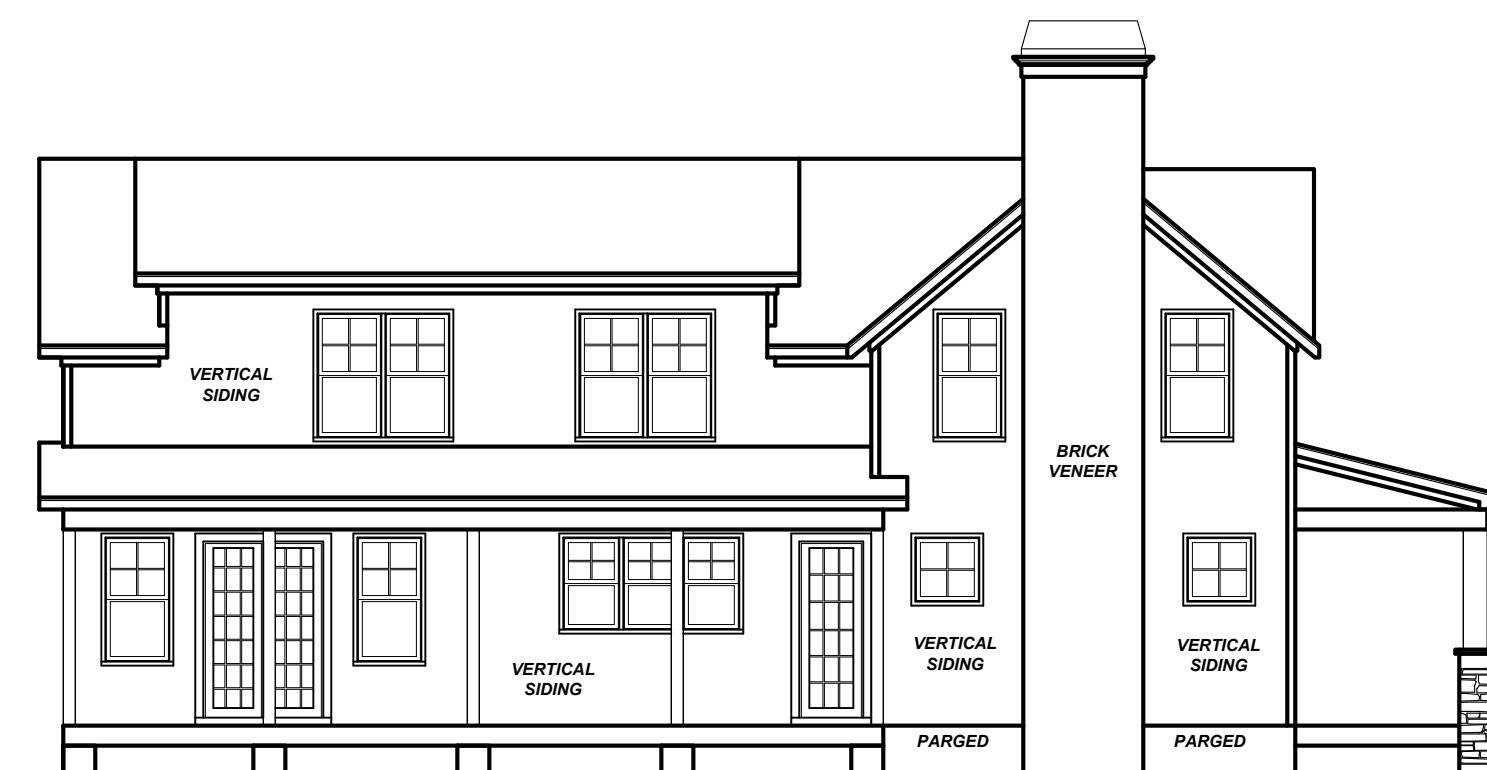 VERTICAL
SIDING
BRICK
VENEER
VERTICAL
SIDING
VERTICAL
SIDING
VERTICAL
SIDING
PARGED
PARGED